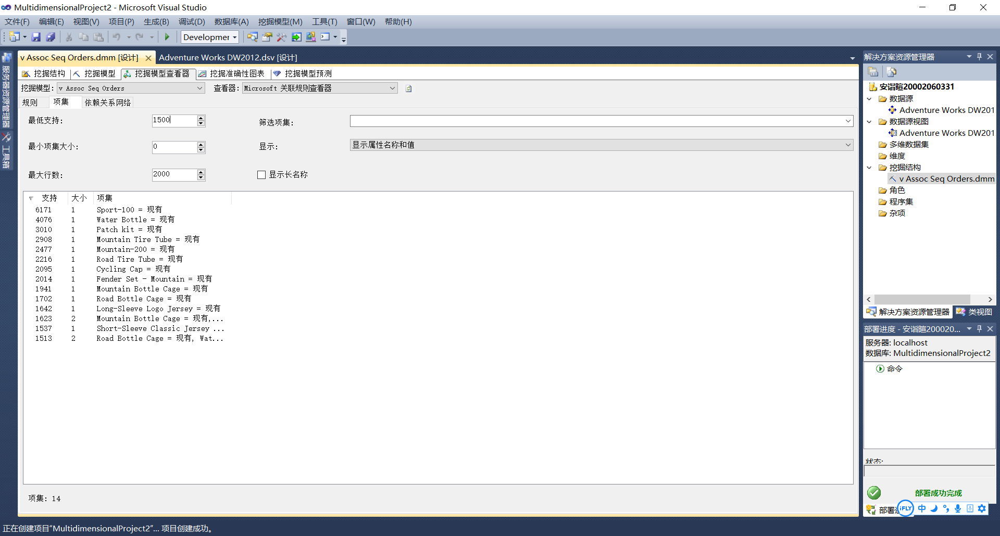 MultidimensionalProject2 - Microsoft Visual Studio
文件(F) 编辑(E) 视图(V) 项目(P) 生成(B) 调试(D) 数据库(A) 挖掘模型(M) 工具(T) 窗口(W) 帮助(H)
Developmer
v Assoc Seq Orders.dmm [设计] Adventure Works DW2012.dsv [设计]
挖掘结构 挖掘模型 挖掘模型查看器 挖掘准确性图表 挖掘模型预测
挖掘模型: v Assoc Seq Orders 查看器: Microsoft 关联规则查看器
规则 项集 依赖关系网络
最低支持: 1500 筛选项集:
最小项集大小: 0 显示: 显示属性名称和值
最大行数: 2000 显示长名称
支持 大小 项集
6171 1 Sport-100 = 现有
4076 1 Water Bottle = 现有
3010 1 Patch kit = 现有
2908 1 Mountain Tire Tube = 现有
2477 1 Mountain-200 = 现有
2216 1 Road Tire Tube = 现有
2095 1 Cycling Cap = 现有
2014 1 Fender Set - Mountain = 现有
1941 1 Mountain Bottle Cage = 现有
1702 1 Road Bottle Cage = 现有
1642 1 Long-Sleeve Logo Jersey = 现有
1623 2 Mountain Bottle Cage = 现有,...
1537 1 Short-Sleeve Classic Jersey ...
1513 2 Road Bottle Cage = 现有, Wat...
项集: 14
服务器资源管理器
工具箱
解决方案资源管理器
安诣暄20002060331
数据源
Adventure Works DW201
数据源视图
Adventure Works DW201
多维数据集
维度
挖掘结构
v Assoc Seq Orders.dmm
角色
程序集
杂项
解决方案资源管理器 类视图
部署进度 - 安诣暄200020...
服务器: localhost
数据库: MultidimensionalProject2
命令
状态:
部署成功完成
部署进
iFLY 中
正在创建项目“MultidimensionalProject2”... 项目创建成功。